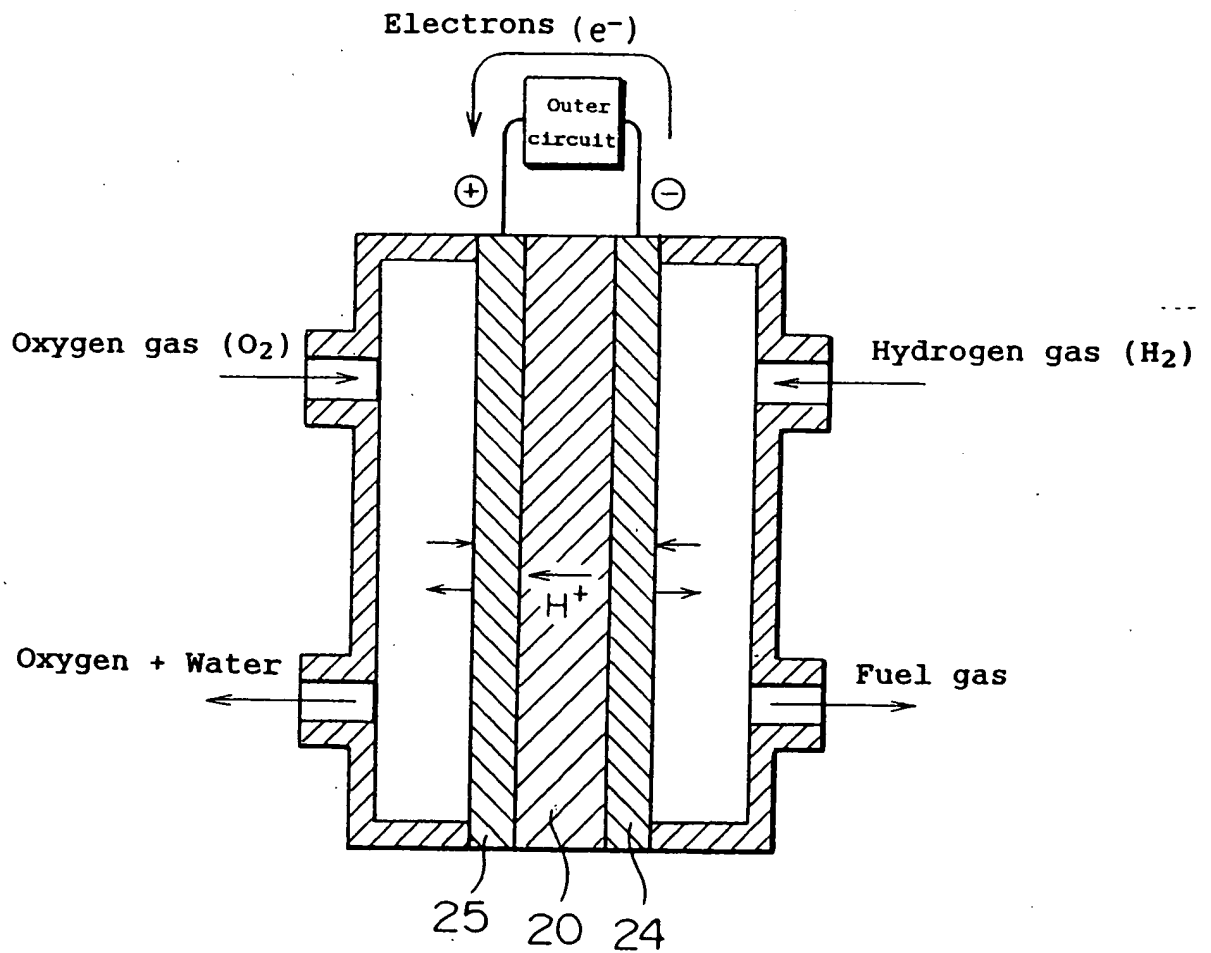 Electrons (e⁻)
Outer
circuit
⊕
⊖
Oxygen gas (O₂)
Hydrogen gas (H₂)
H⁺
Oxygen + Water
Fuel gas
25
20
24